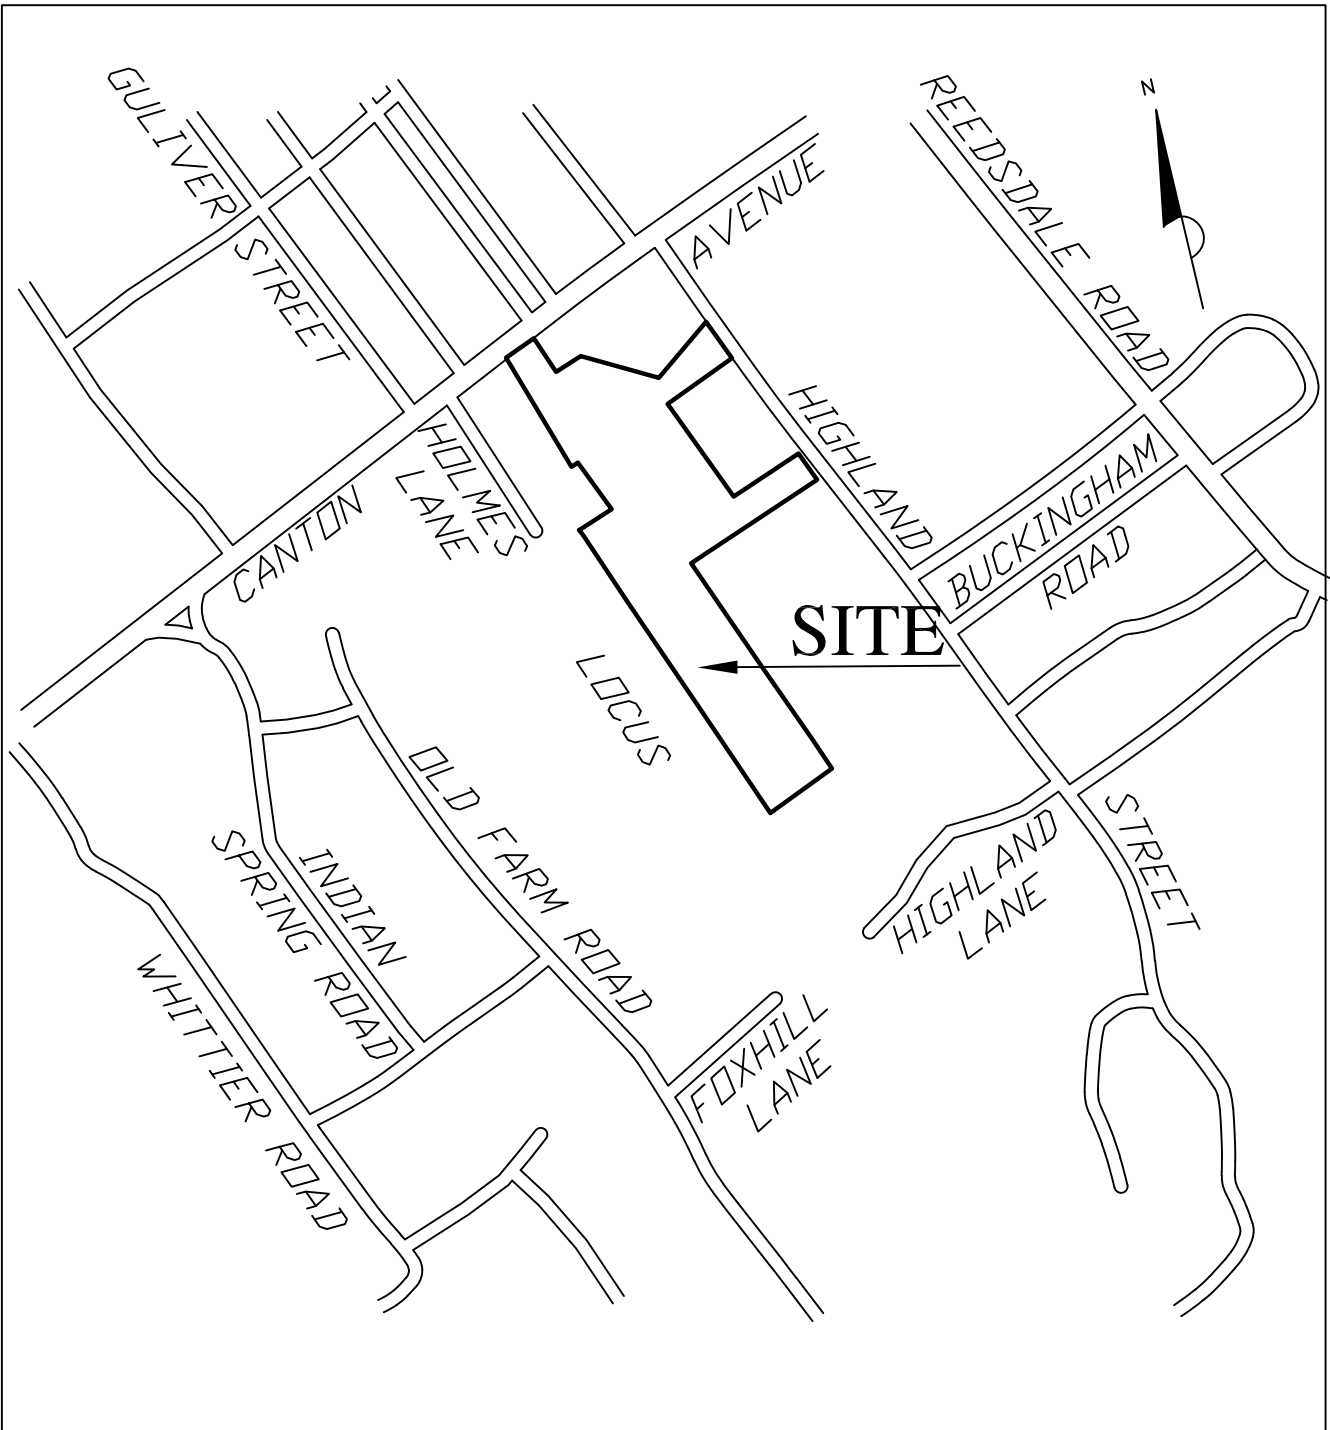 GULIVER
STREET
N
REEDSDALE ROAD
AVENUE
HIGHLAND
HOLMES
LANE
CANTON
BUCKINGHAM
ROAD
SITE
LOCUS
OLD FARM ROAD
STREET
HIGHLAND
LANE
INDIAN
SPRING ROAD
WHITTIER ROAD
FOXHILL
LANE